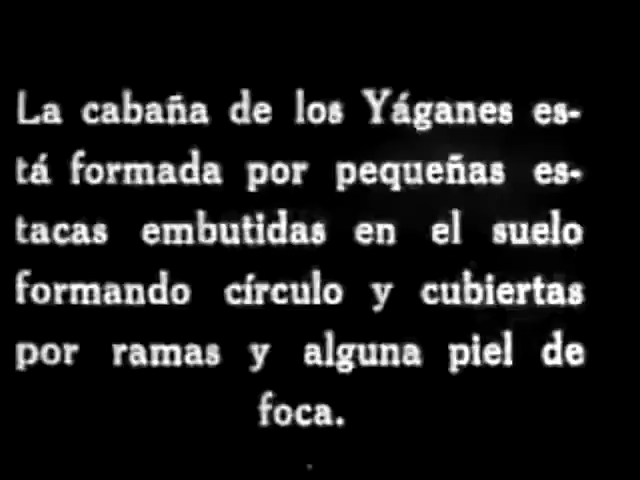 La cabaña de los Yáganes es-
tá formada por pequeñas es-
tacas embutidas en el suelo
formando círculo y cubiertas
por ramas y alguna piel de
foca.